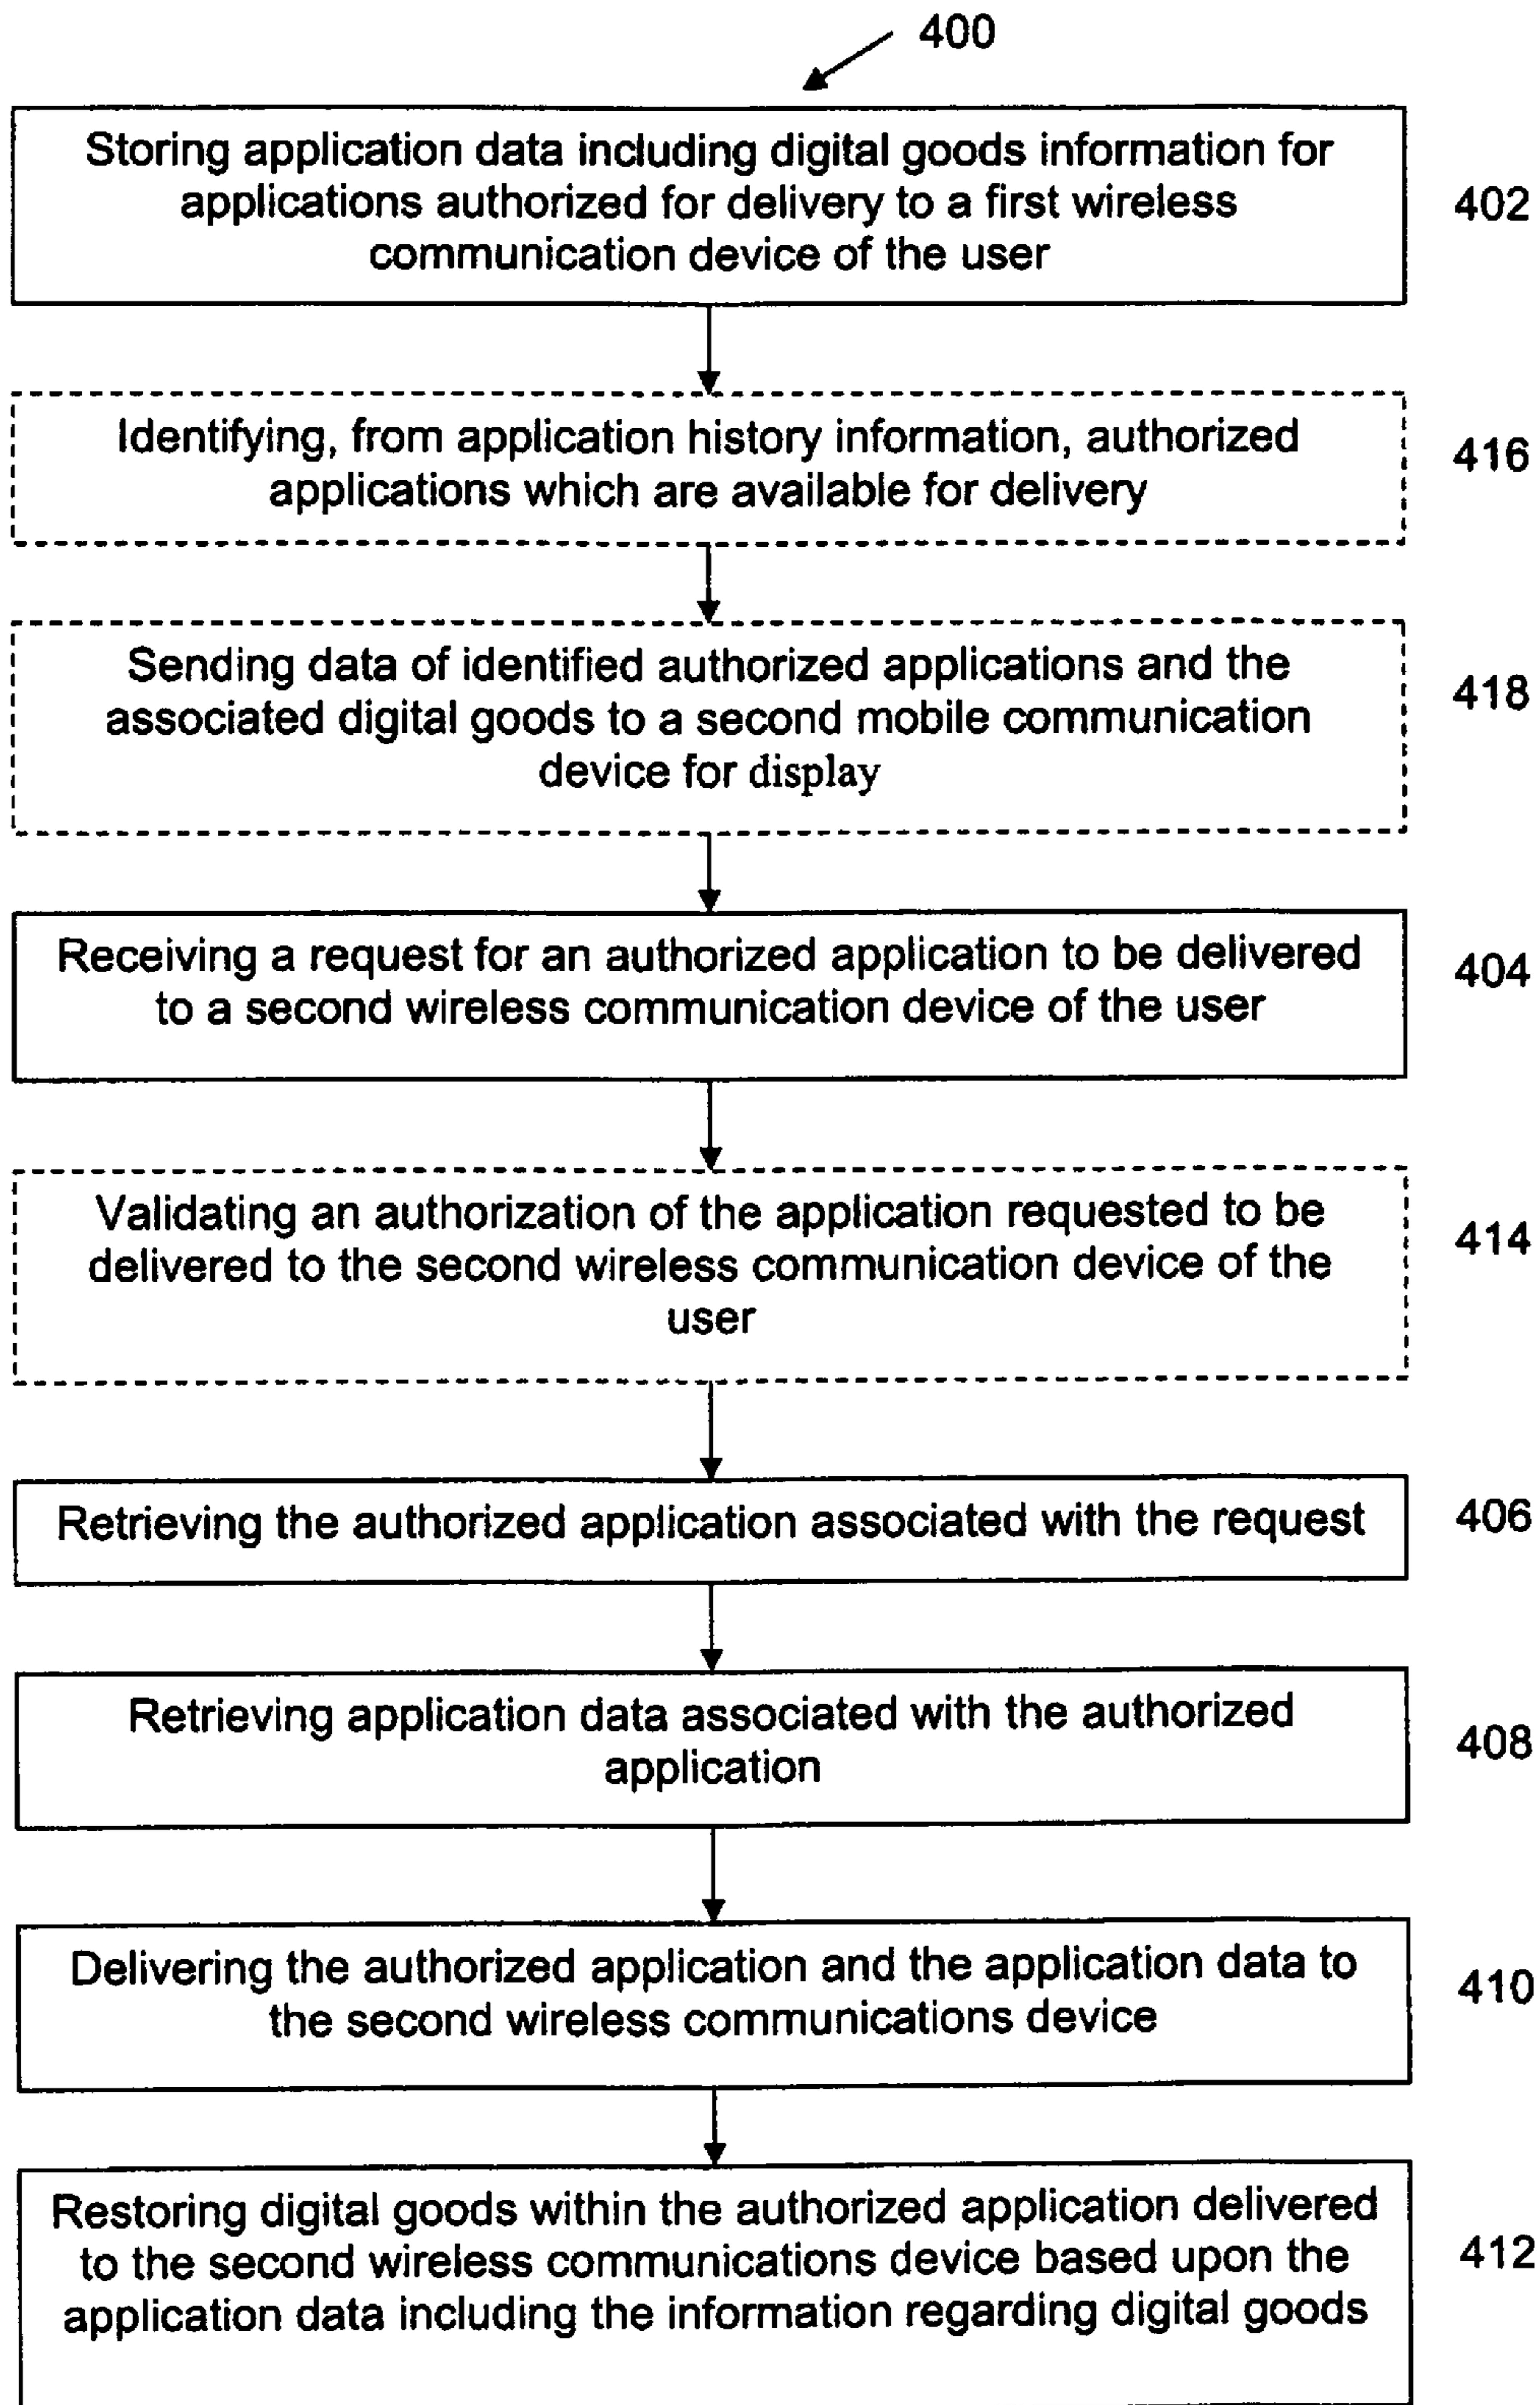 400
Storing application data including digital goods information for
applications authorized for delivery to a first wireless
communication device of the user
402
Identifying, from application history information, authorized
applications which are available for delivery
416
Sending data of identified authorized applications and the
associated digital goods to a second mobile communication
device for display
418
Receiving a request for an authorized application to be delivered
to a second wireless communication device of the user
404
Validating an authorization of the application requested to be
delivered to the second wireless communication device of the
user
414
Retrieving the authorized application associated with the request
406
Retrieving application data associated with the authorized
application
408
Delivering the authorized application and the application data to
the second wireless communications device
410
Restoring digital goods within the authorized application delivered
to the second wireless communications device based upon the
application data including the information regarding digital goods
412